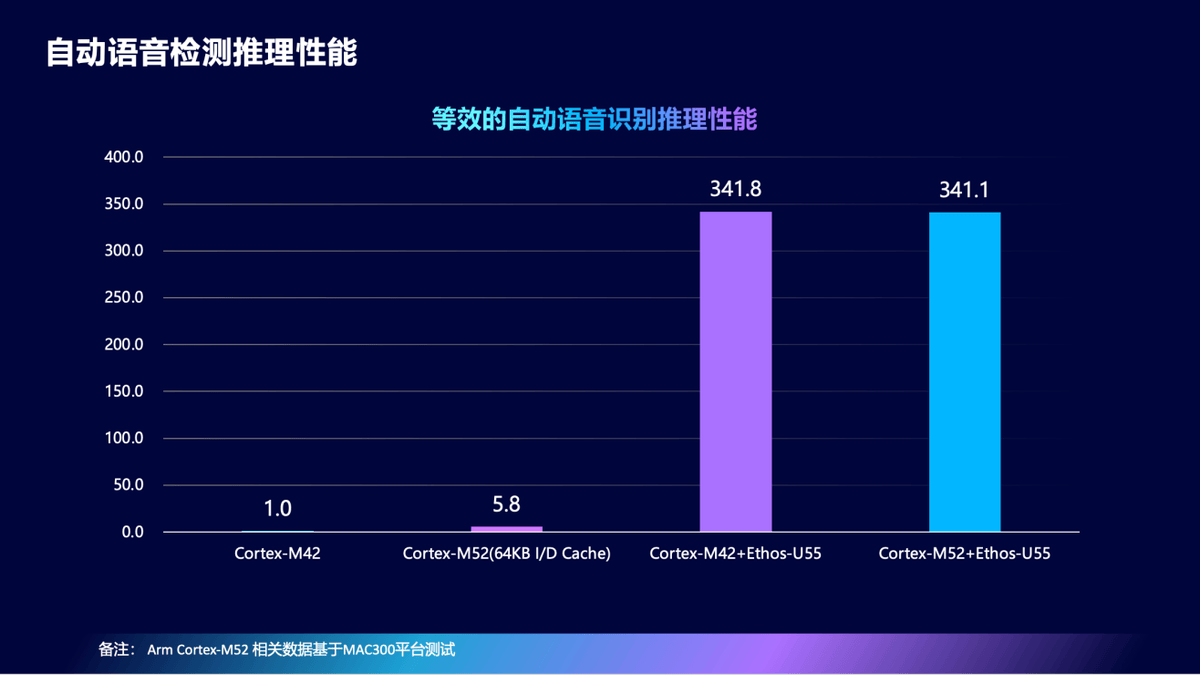 自动语音检测推理性能
等效的自动语音识别推理性能
400.0
350.0
300.0
250.0
200.0
150.0
100.0
50.0
0.0
341.8
341.1
1.0
5.8
Cortex-M42
Cortex-M52(64KB I/D Cache)
Cortex-M42+Ethos-U55
Cortex-M52+Ethos-U55
备注： Arm Cortex-M52 相关数据基于MAC300平台测试